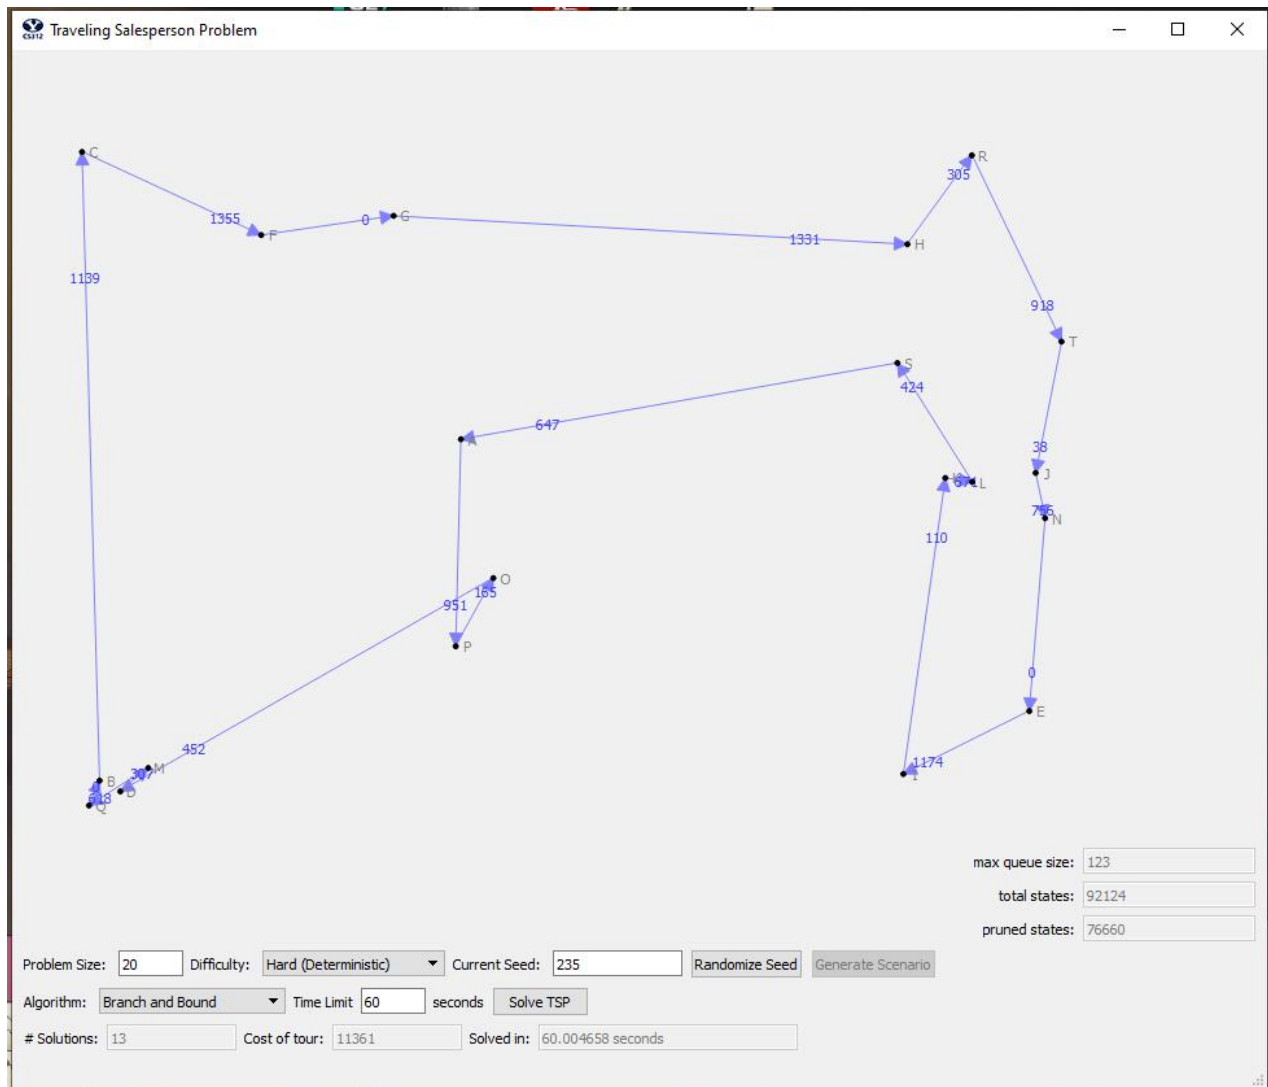 CS312 Traveling Salesperson Problem
C
R
305
1355
F
0
G
1331
H
1139
918
T
S
424
647
A
38
J
L
756
N
110
O
165
951
P
0
E
452
1174
I
M
B
D
Q
max queue size: 123
total states: 92124
pruned states: 76660
Problem Size: 20 Difficulty: Hard (Deterministic) Current Seed: 235 Randomize Seed Generate Scenario
Algorithm: Branch and Bound Time Limit 60 seconds Solve TSP
# Solutions: 13 Cost of tour: 11361 Solved in: 60.004658 seconds